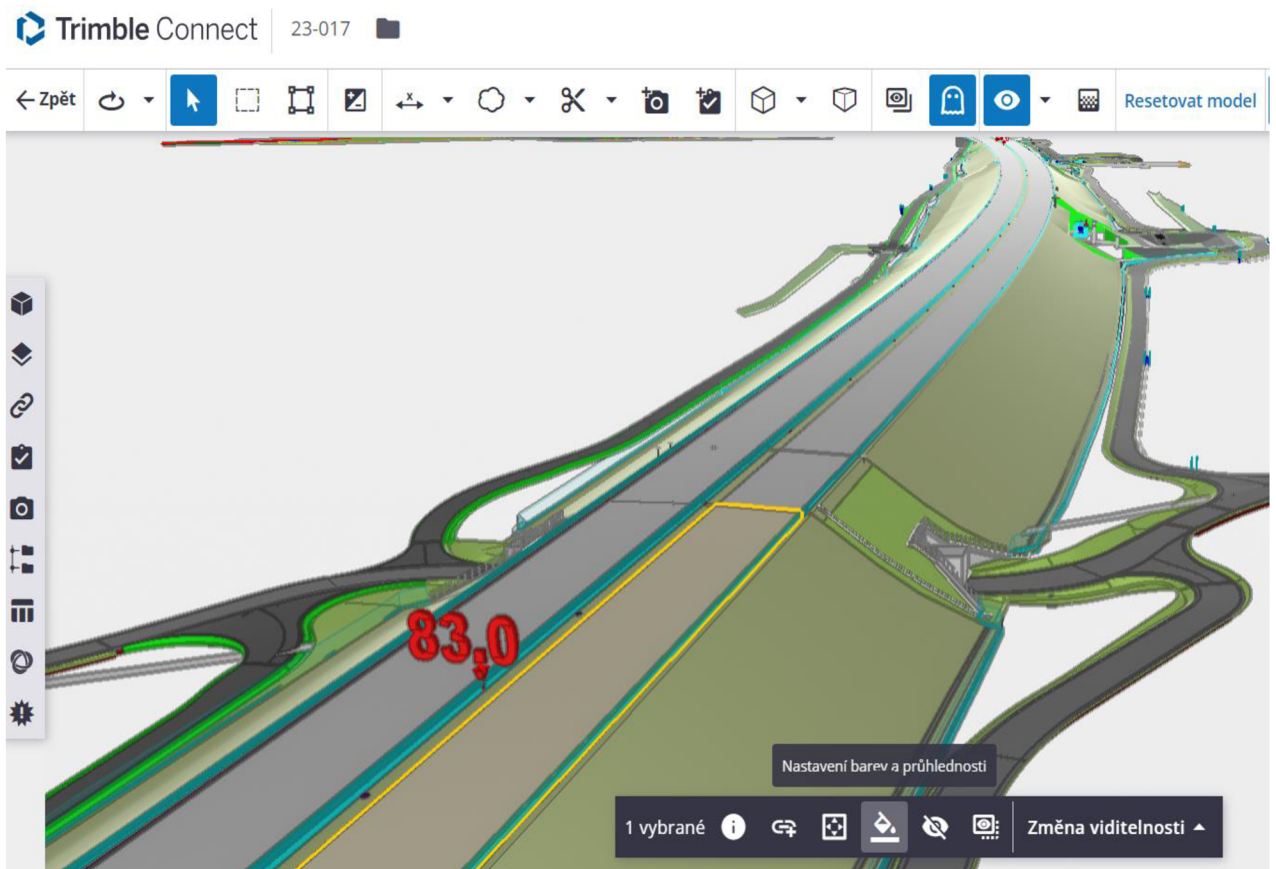 Trimble Connect 23-017
Zpět
Resetovat model
83.0
Nastavení barev a průhlednosti
1 vybrané
Změna viditelnosti